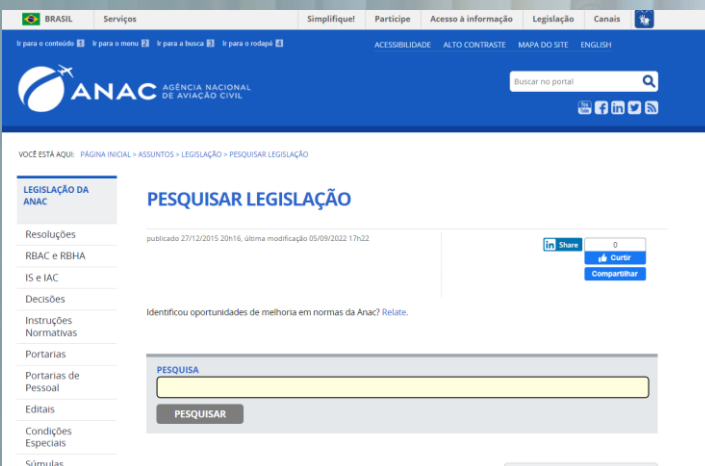 BRASIL Serviços Simplifique! Participe Acesso à informação Legislação Canais
Ir para o conteúdo 1 Ir para o menu 2 Ir para a busca 3 Ir para o rodapé 4 ACESSIBILIDADE ALTO CONTRASTE MAPA DO SITE ENGLISH
ANAC AGÊNCIA NACIONAL
DE AVIAÇÃO CIVIL
Buscar no portal
You Tube f in
VOCÊ ESTÁ AQUI: PÁGINA INICIAL > ASSUNTOS > LEGISLAÇÃO > PESQUISAR LEGISLAÇÃO
LEGISLAÇÃO DA
ANAC
Resoluções
RBAC e RBHA
IS e IAC
Decisões
Instruções
Normativas
Portarias
Portarias de
Pessoal
Editais
Condições
Especiais
Súmulas
PESQUISAR LEGISLAÇÃO
publicado 27/12/2015 20h16, última modificação 05/09/2022 17h22
in Share 0
Curtir
Compartilhar
Identificou oportunidades de melhoria em normas da Anac? Relate.
PESQUISA
PESQUISAR